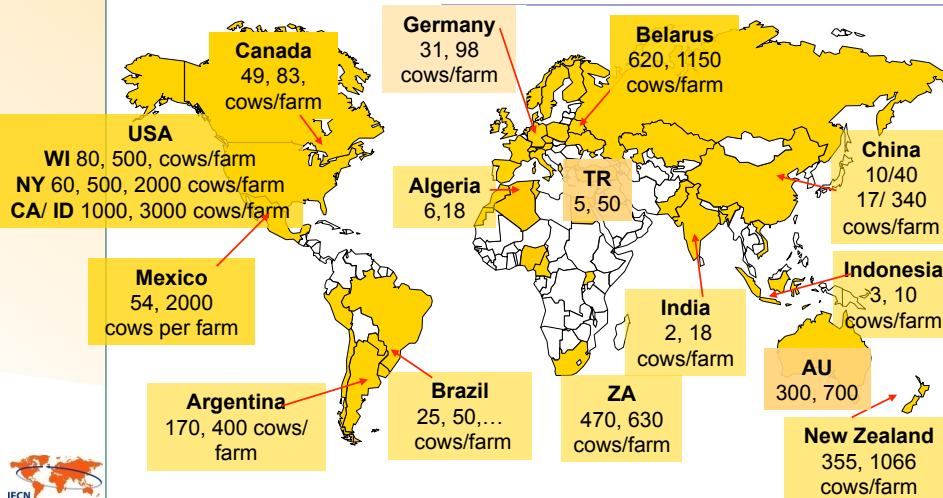 Canada
49, 83,
cows/farm
Germany
31, 98
cows/farm
Belarus
620, 1150
cows/farm
USA
WI 80, 500, cows/farm
NY 60, 500, 2000 cows/farm
CA/ ID 1000, 3000 cows/farm
Algeria
6,18
TR
5, 50
China
10/40
17/ 340
cows/farm
Mexico
54, 2000
cows per farm
India
2, 18
cows/farm
Indonesia
3, 10
cows/farm
Argentina
170, 400 cows/
farm
Brazil
25, 50,…
cows/farm
ZA
470, 630
cows/farm
AU
300, 700
New Zealand
355, 1066
cows/farm
IFCN